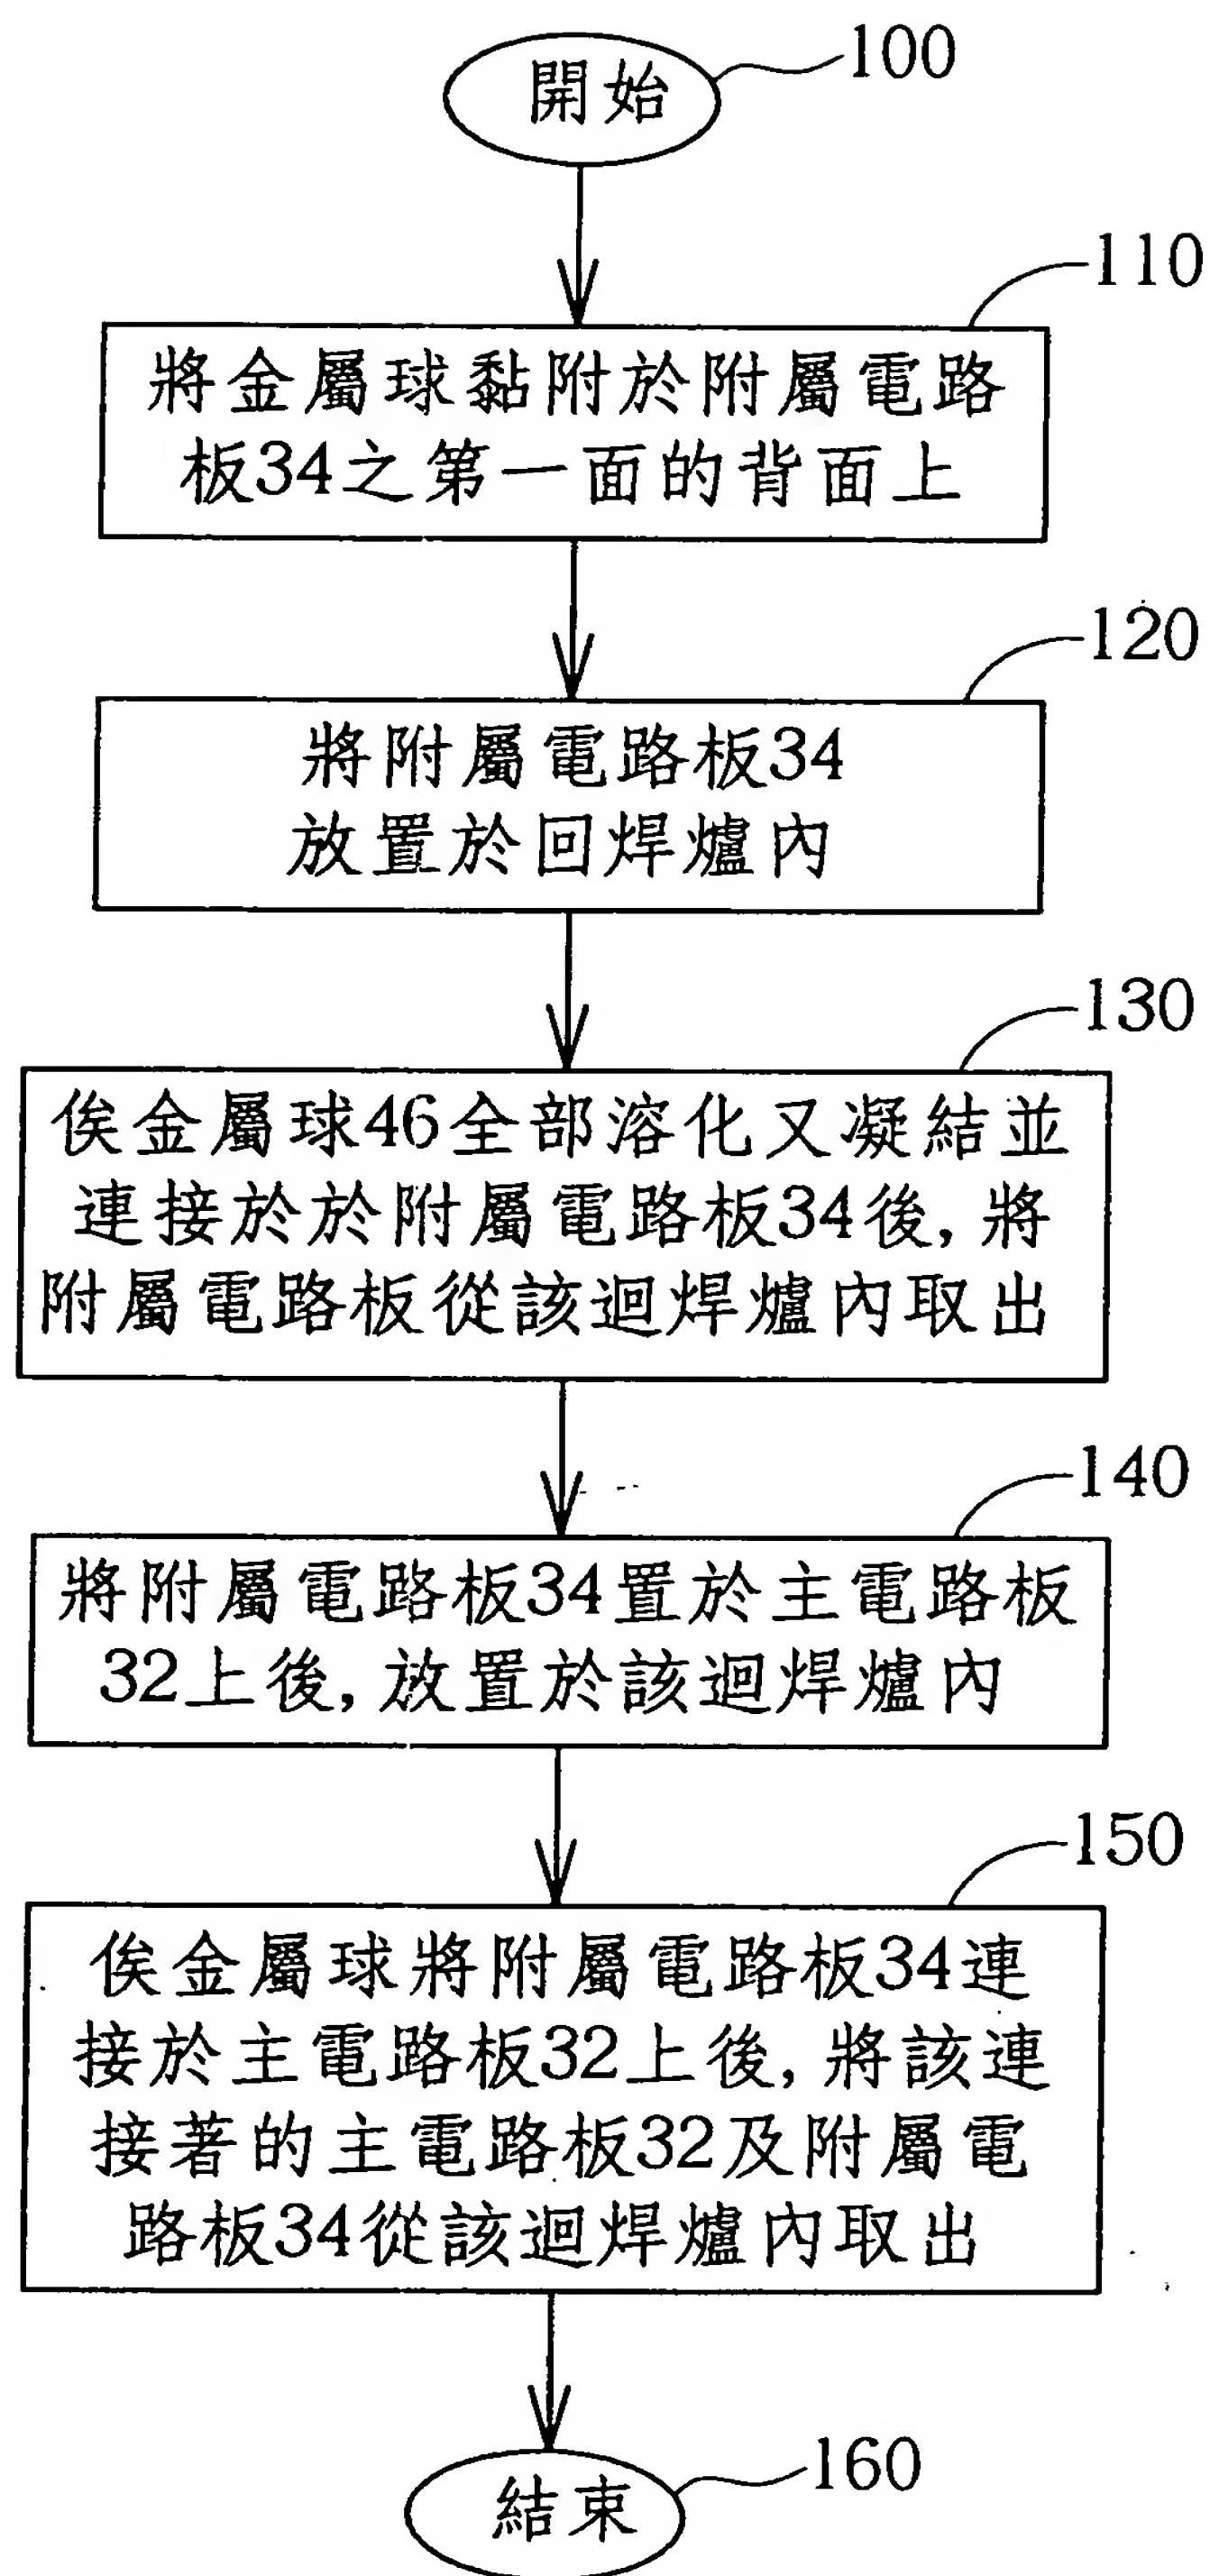 開始
100
110
將金屬球黏附於附屬電路
板34之第一面的背面上
120
將附屬電路板34
放置於回焊爐內
130
俟金屬球46全部溶化又凝結並
連接於於附屬電路板34後,將
附屬電路板從該迴焊爐內取出
140
將附屬電路板34置於主電路板
32上後,放置於該迴焊爐內
150
俟金屬球將附屬電路板34連
接於主電路板32上後,將該連
接著的主電路板32及附屬電
路板34從該迴焊爐內取出
160
結束